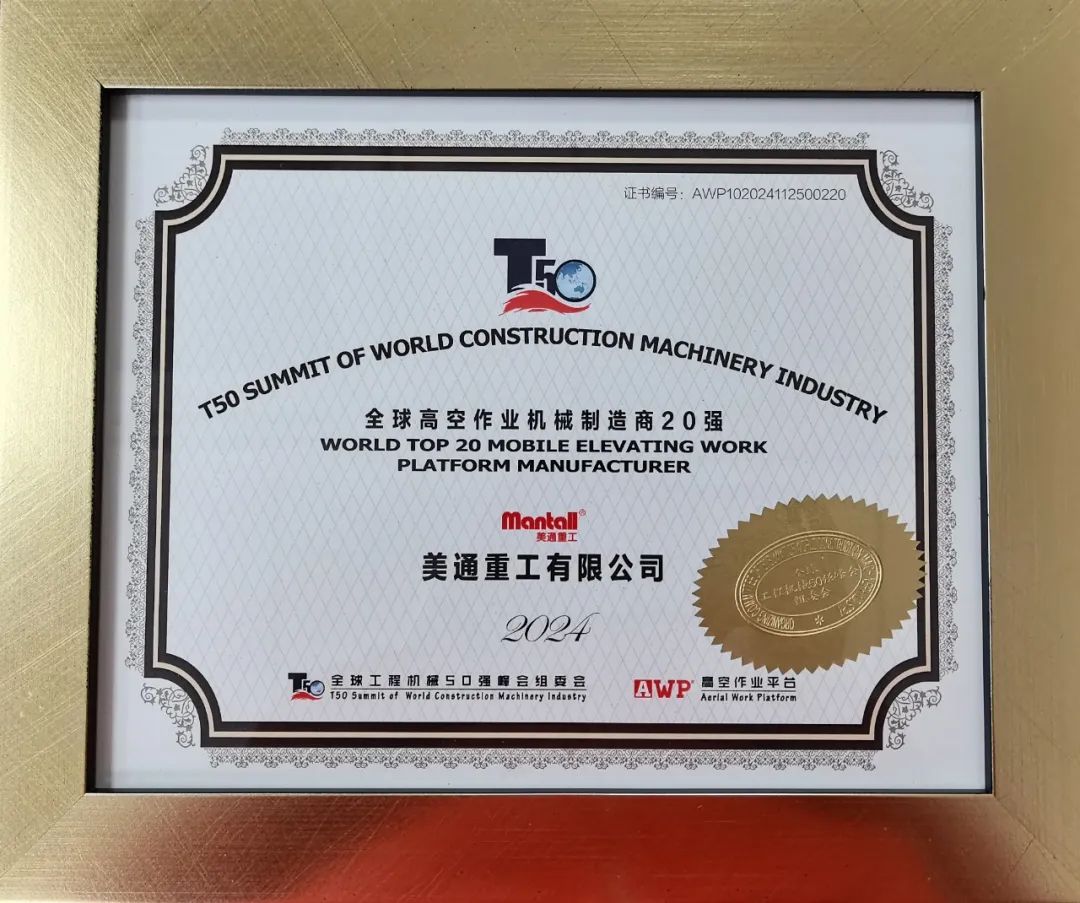 证书编号：AWP102024112500220
T50
T50 SUMMIT OF WORLD CONSTRUCTION MACHINERY INDUSTRY
全球高空作业机械制造商20强
WORLD TOP 20 MOBILE ELEVATING WORK
PLATFORM MANUFACTURER
Mantall®
美通重工
美通重工有限公司
2024
T50 全球工程机械50强峰会组委会
T50 Summit of World Construction Machinery Industry
AWP® 高空作业平台
Aerial Work Platform